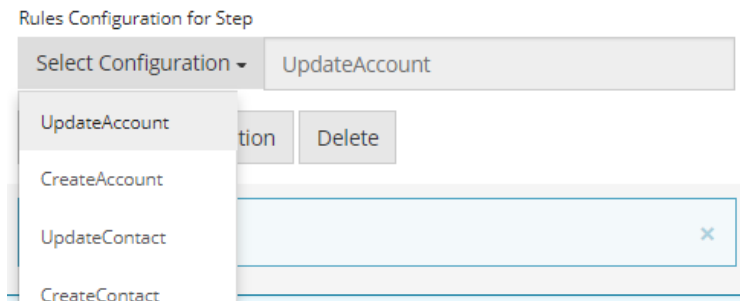 Rules Configuration for Step
Select Configuration UpdateAccount
UpdateAccount
tion Delete
CreateAccount
UpdateContact
×
CreateContact